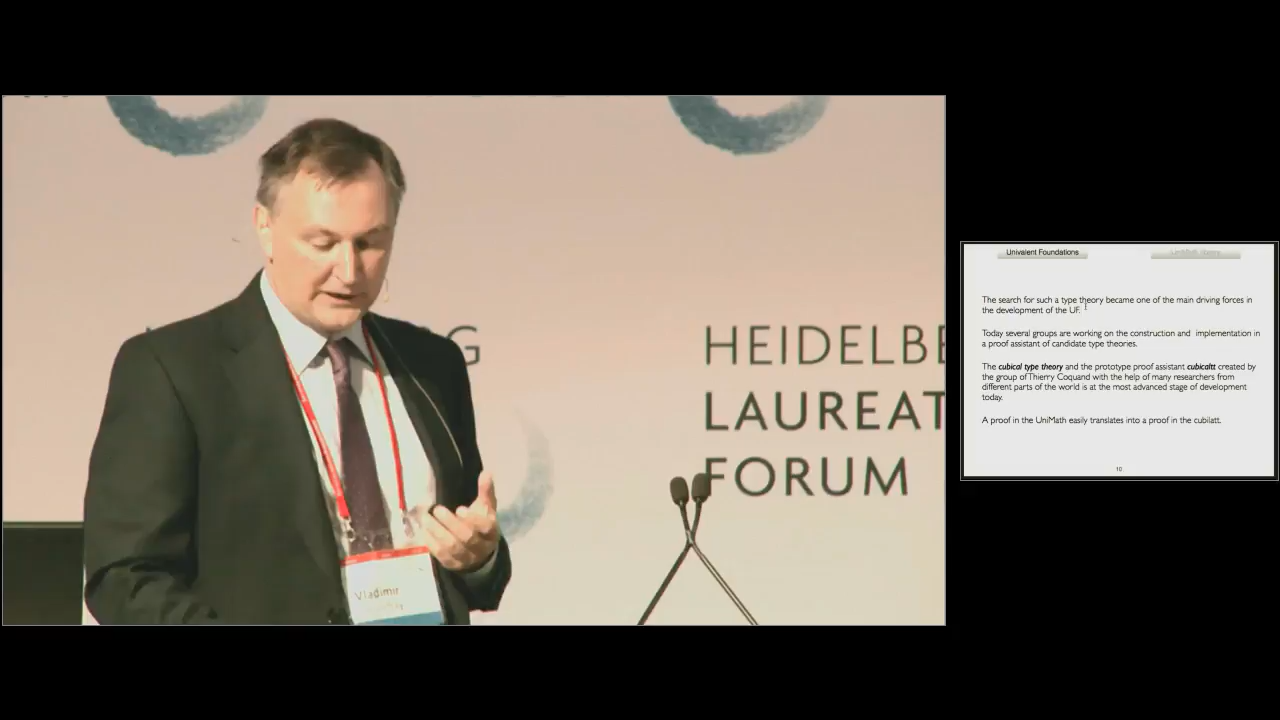 G
HEIDELBE
LAUREAT
FORUM
Vladimir
Univalent Foundations
UniMath library
The search for such a type theory became one of the main driving forces in
the development of the UF.
Today several groups are working on the construction and implementation in
a proof assistant of candidate type theories.
The cubical type theory and the prototype proof assistant cubicaltt created by
the group of Thierry Coquand with the help of many researchers from
different parts of the world is at the most advanced stage of development
today.
A proof in the UniMath easily translates into a proof in the cubilatt.
10